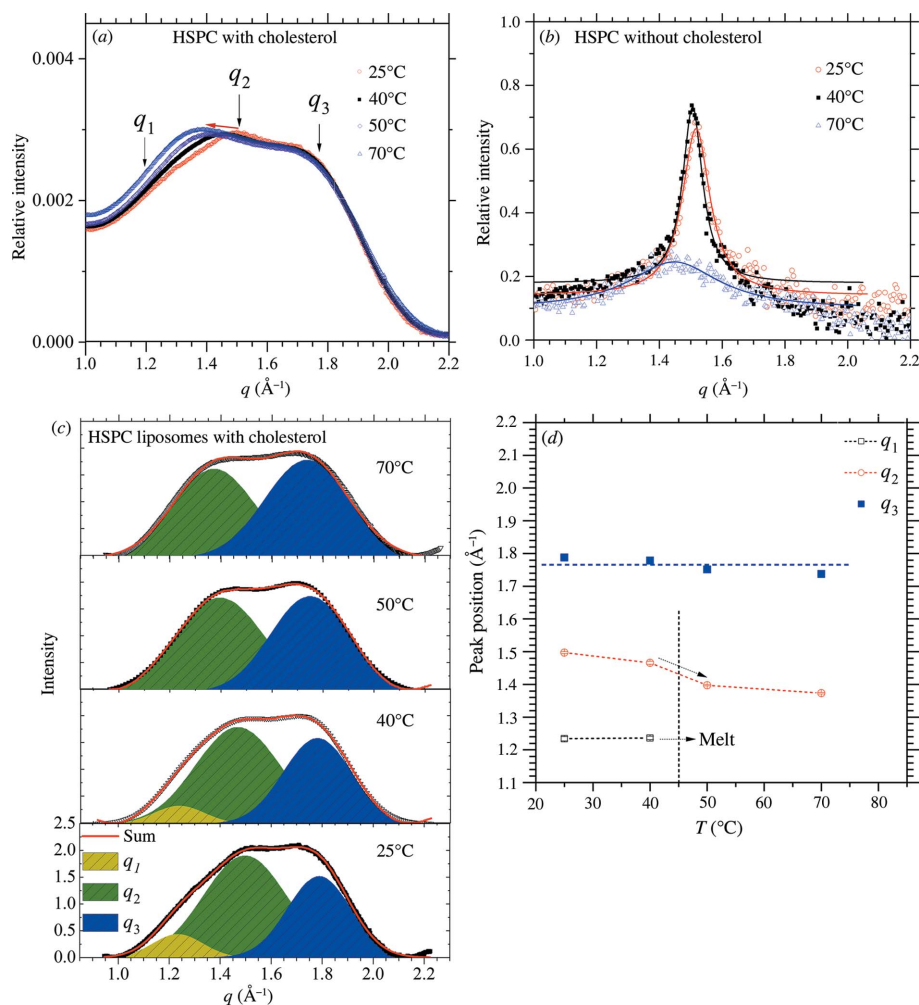 (a) HSPC with cholesterol
0.004
0.002
0.000
Relative intensity
q1
q2
q3
25°C
40°C
50°C
70°C
1.0 1.2 1.4 1.6 1.8 2.0 2.2
q (Å⁻¹)
(b) HSPC without cholesterol
1.0
0.8
0.6
0.4
0.2
0.0
Relative intensity
25°C
40°C
70°C
1.0 1.2 1.4 1.6 1.8 2.0 2.2
q (Å⁻¹)
(c) HSPC liposomes with cholesterol
70°C
50°C
40°C
25°C
Intensity
2.5
2.0
1.5
1.0
0.5
0.0
Sum
q1
q2
q3
1.0 1.2 1.4 1.6 1.8 2.0 2.2
q (Å⁻¹)
(d)
2.2
2.1
2.0
1.9
1.8
1.7
1.6
1.5
1.4
1.3
1.2
1.1
Peak position (Å⁻¹)
q1
q2
q3
Melt
20 30 40 50 60 70 80
T (°C)